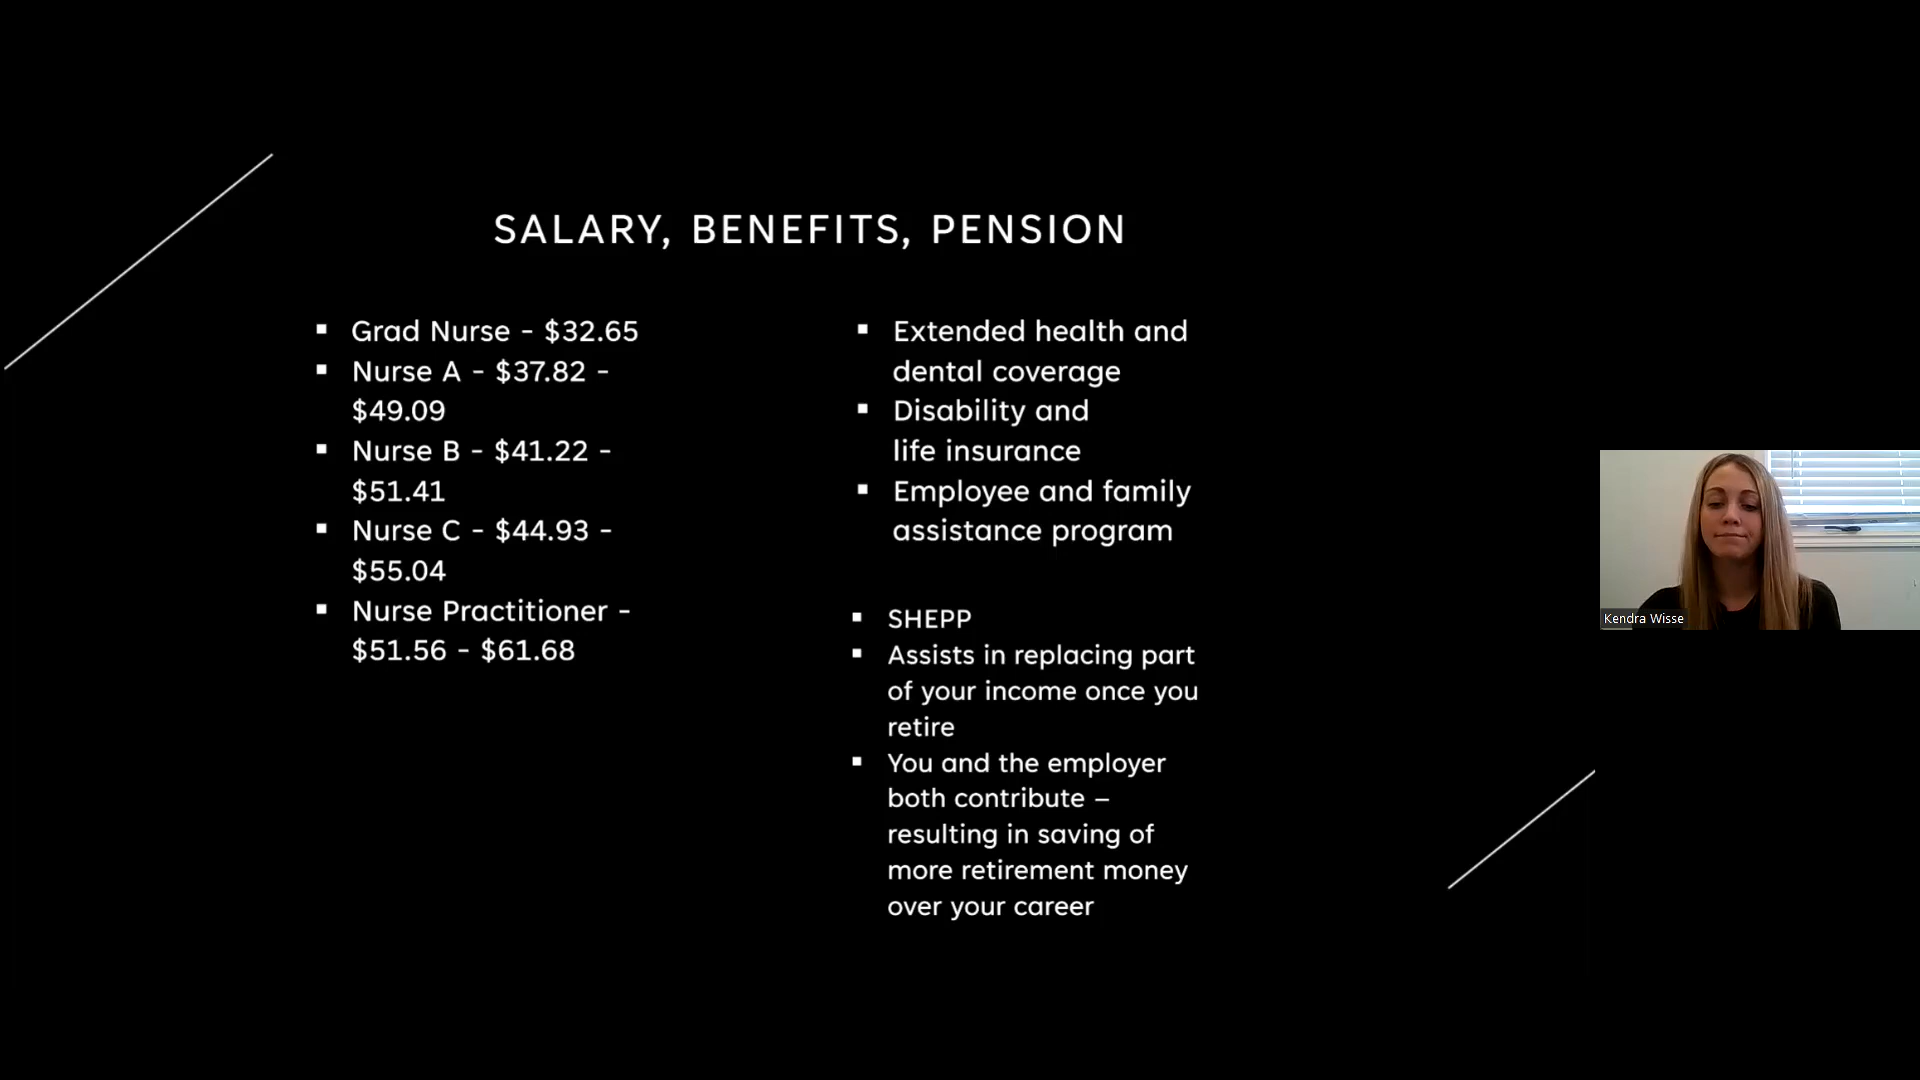 SALARY, BENEFITS, PENSION
▪ Grad Nurse - $32.65
▪ Nurse A - $37.82 -
$49.09
▪ Nurse B - $41.22 -
$51.41
▪ Nurse C - $44.93 -
$55.04
▪ Nurse Practitioner -
$51.56 - $61.68
▪ Extended health and
dental coverage
▪ Disability and
life insurance
▪ Employee and family
assistance program
▪ SHEPP
▪ Assists in replacing part
of your income once you
retire
▪ You and the employer
both contribute –
resulting in saving of
more retirement money
over your career
Kendra Wisse